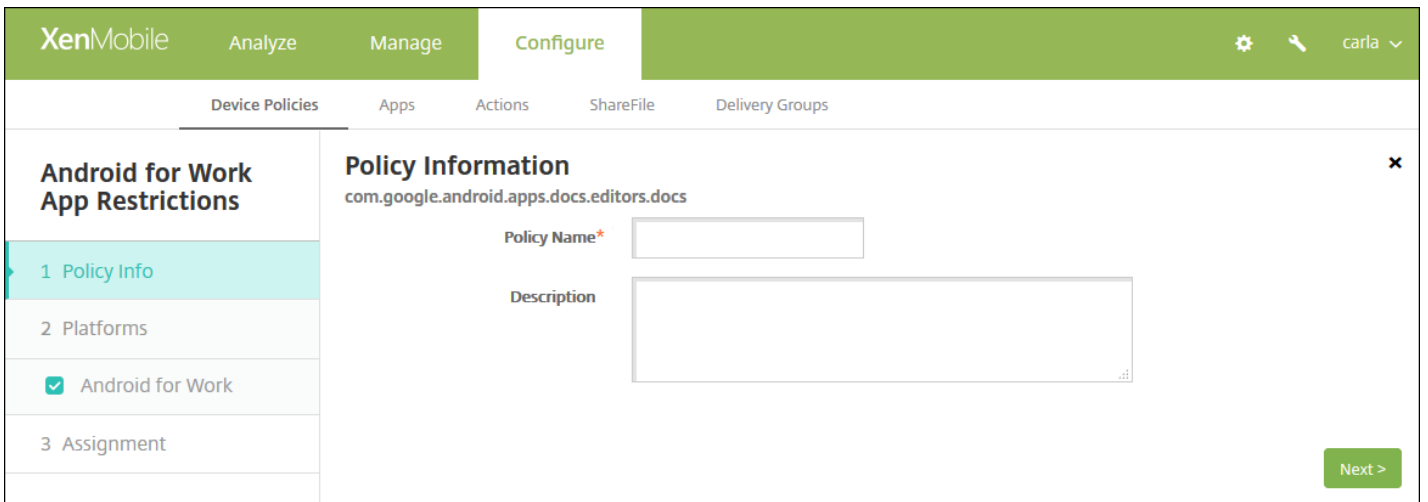 XenMobile Analyze Manage Configure carla
Device Policies Apps Actions ShareFile Delivery Groups
Android for Work
App Restrictions
1 Policy Info
2 Platforms
Android for Work
3 Assignment
Policy Information
com.google.android.apps.docs.editors.docs
Policy Name*
Description
Next >